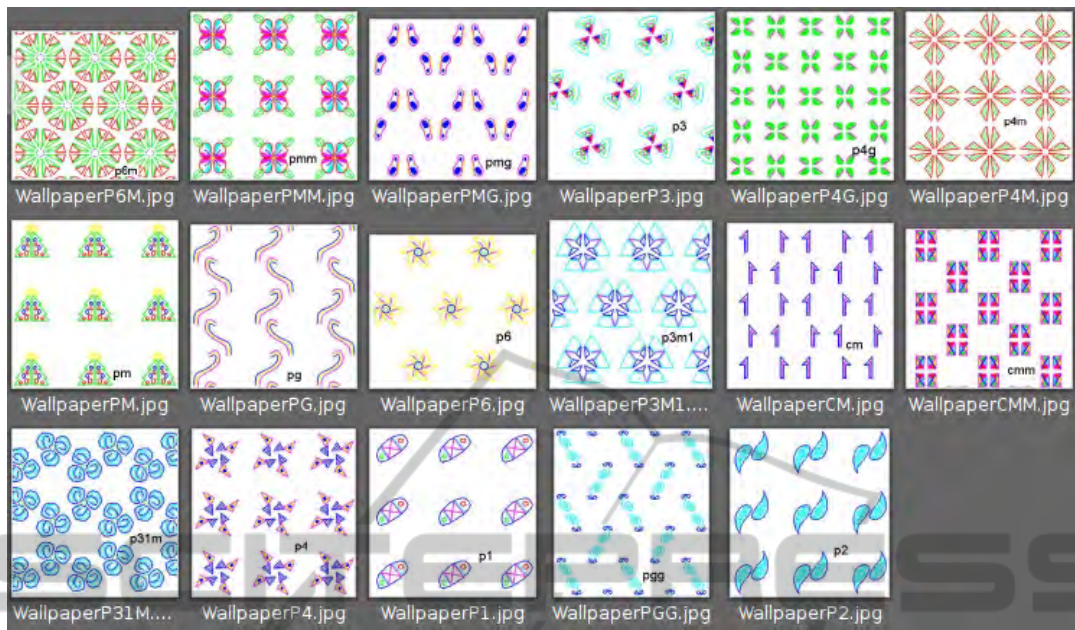 p6m
pmm
pmg
p3
p4g
p4m
WallpaperP6M.jpg
WallpaperPMM.jpg
WallpaperPMG.jpg
WallpaperP3.jpg
WallpaperP4G.jpg
WallpaperP4M.jpg
pm
pg
p6
p3m1
cm
cmm
WallpaperPM.jpg
WallpaperPG.jpg
WallpaperP6.jpg
WallpaperP3M1....
WallpaperCM.jpg
WallpaperCMM.jpg
p31m
p4
p1
pgg
p2
WallpaperP31M....
WallpaperP4.jpg
WallpaperP1.jpg
WallpaperPGG.jpg
WallpaperP2.jpg